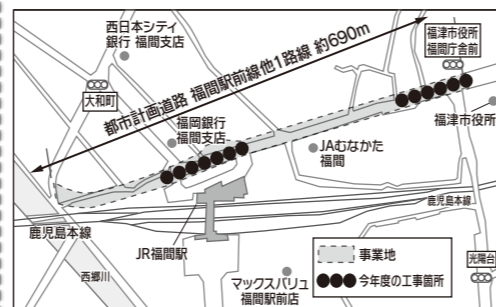 西日本シティ
銀行 福間支店
大和町
都市計画道路 福間駅前線他1路線 約690m
福津市役所
福間庁舎前
福岡銀行
福間支店
JAむなかた
福間
福津市役所
鹿児島本線
JR福間駅
鹿児島本線
西郷川
マックスバリュ
福間駅前店
光陽台
事業地
今年度の工事箇所